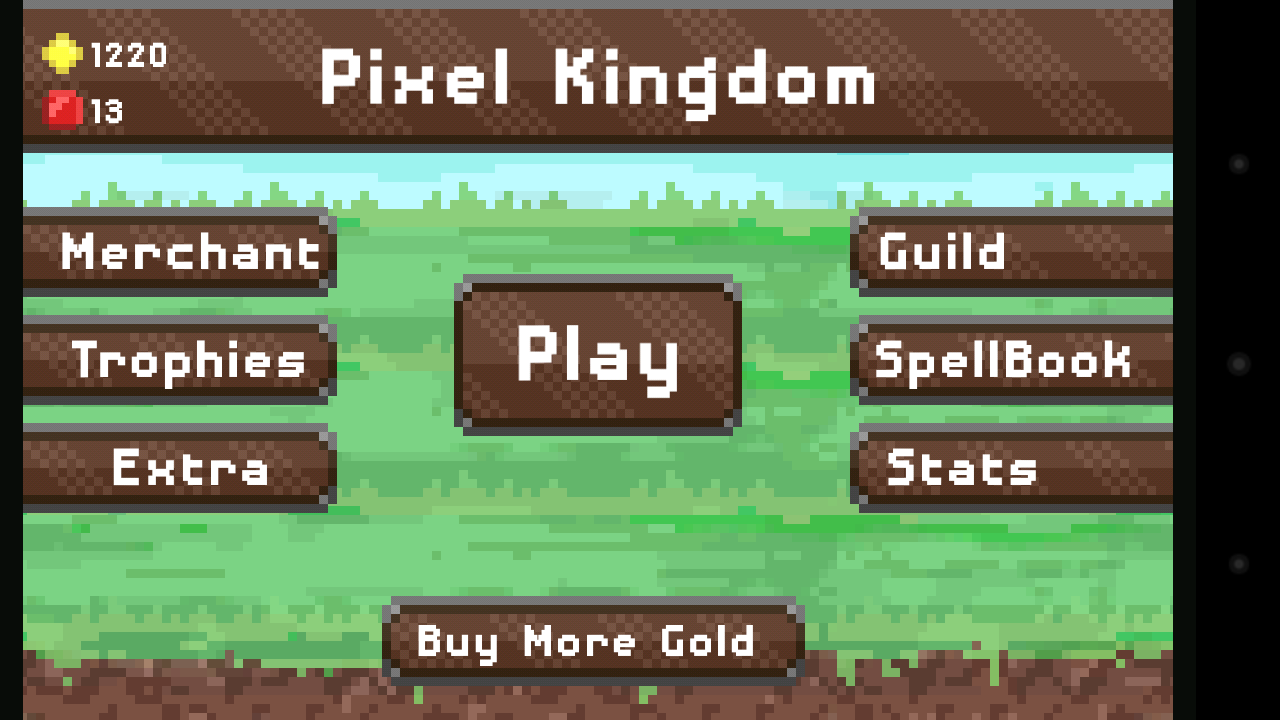 1220
13
Pixel Kingdom
Merchant
Guild
Play
Trophies
SpellBook
Extra
Stats
Buy More Gold